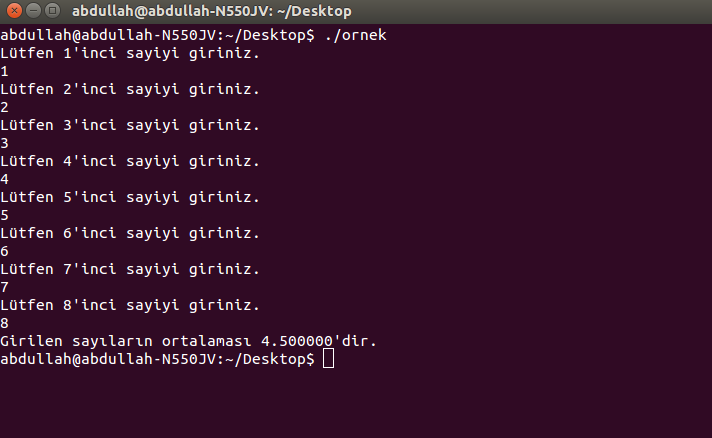 abdullah@abdullah-N550JV: ~/Desktop
abdullah@abdullah-N550JV:~/Desktop$ ./ornek
Lütfen 1'inci sayiyi giriniz.
1
Lütfen 2'inci sayiyi giriniz.
2
Lütfen 3'inci sayiyi giriniz.
3
Lütfen 4'inci sayiyi giriniz.
4
Lütfen 5'inci sayiyi giriniz.
5
Lütfen 6'inci sayiyi giriniz.
6
Lütfen 7'inci sayiyi giriniz.
7
Lütfen 8'inci sayiyi giriniz.
8
Girilen sayıların ortalaması 4.500000'dir.
abdullah@abdullah-N550JV:~/Desktop$